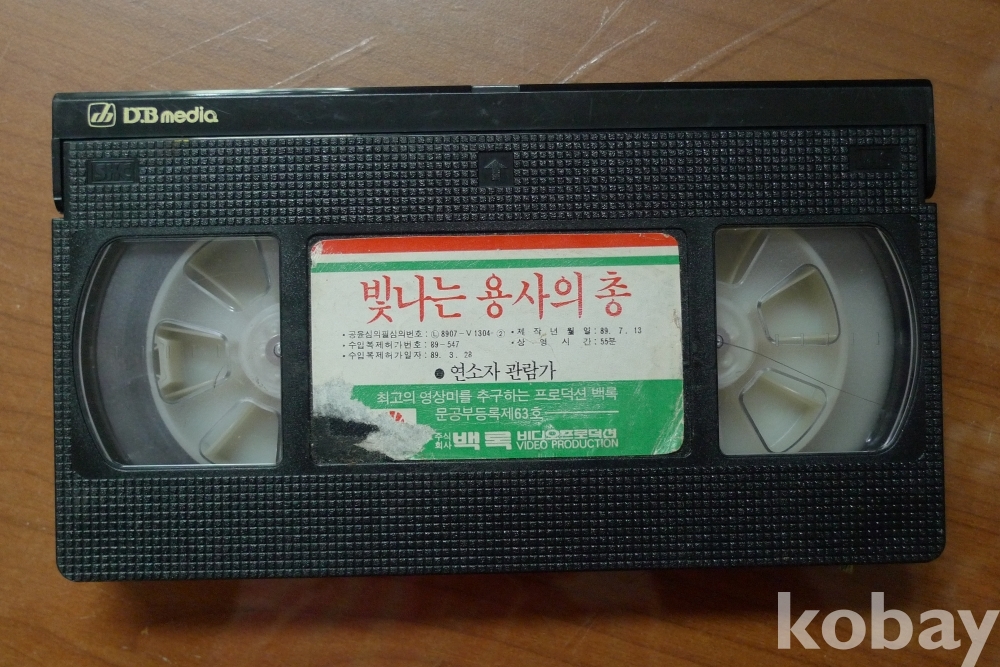 D.B media
빛나는 용사의 총
• 공윤심의필심의번호 : Ⓛ 8907-V1304 ② • 제 작 년 월 일 : 89. 7. 13
• 수입복제허가번호 : 89-547 • 상 영 시 간 : 55분
• 수입복제허가일자 : 89. 3. 28
● 연소자 관람가
최고의 영상미를 추구하는 프로덕션 백록
문공부등록제63호
주식회사 백록 비디오프로덕션
VIDEO PRODUCTION
kobay